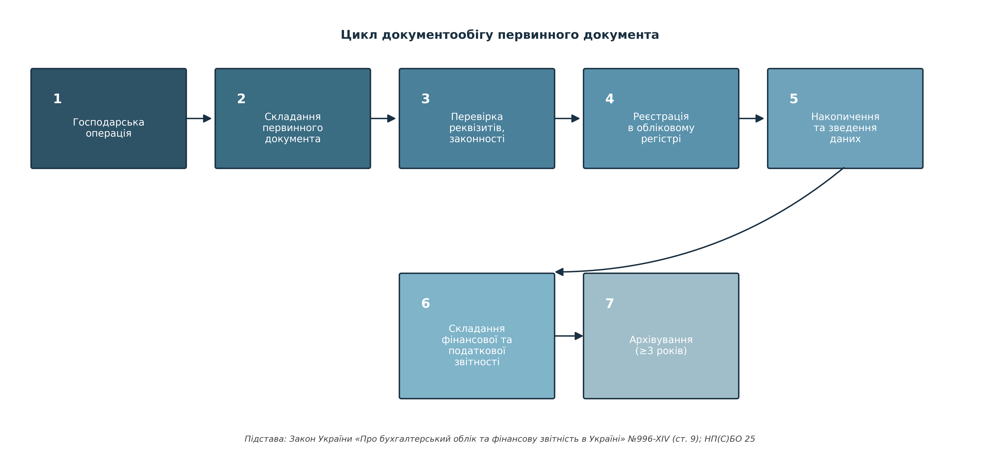 Цикл документообігу первинного документа
1
Господарська
операція
2
Складання
первинного
документа
3
Перевірка
реквізитів,
законності
4
Реєстрація
в обліковому
регістрі
5
Накопичення
та зведення
даних
6
Складання
фінансової та
податкової
звітності
7
Архівування
(≥3 років)
Підстава: Закон України «Про бухгалтерський облік та фінансову звітність в Україні» №996-XIV (ст. 9); НП(С)БО 25